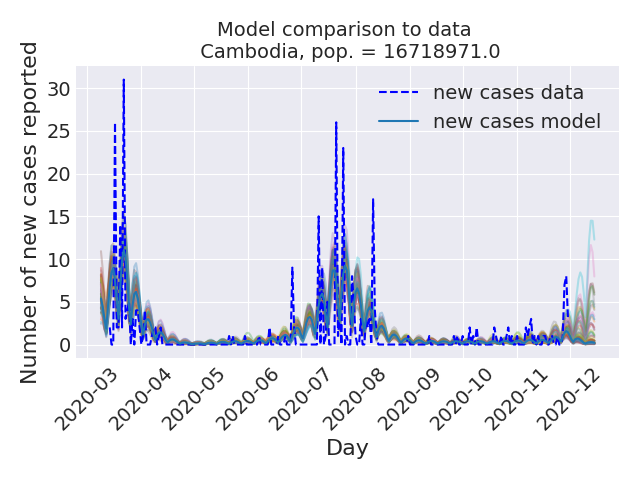 Model comparison to data
Cambodia, pop. = 16718971.0
Number of new cases reported
30
25
20
15
10
5
0
new cases data
new cases model
2020-03
2020-04
2020-05
2020-06
2020-07
2020-08
2020-09
2020-10
2020-11
2020-12
Day